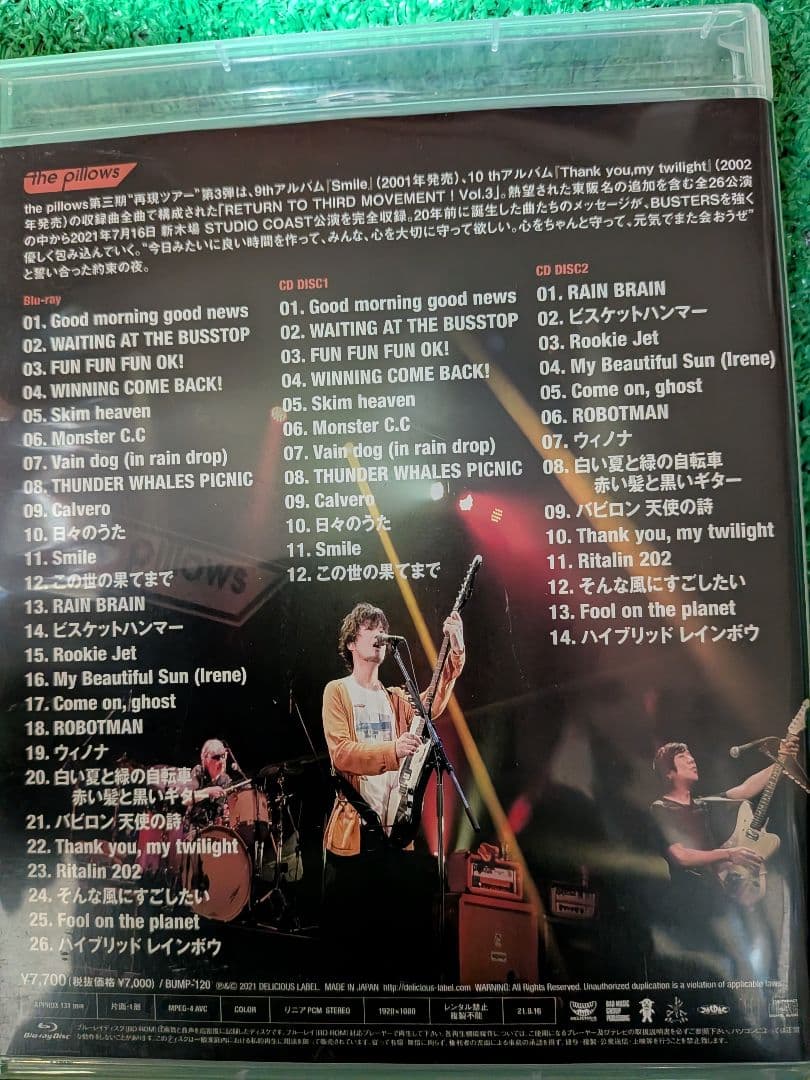 the pillows
the pillows第三期"再現ツアー"第3弾は、9thアルバム『Smile』(2001年発売)、10 thアルバム『Thank you,my twilight』(2002
年発売)の収録曲全曲で構成された「RETURN TO THIRD MOVEMENT ! Vol.3」。熱望された東阪名の追加を含む全26公演
の中から2021年7月16日 新木場 STUDIO COAST公演を完全収録。20年前に誕生した曲たちのメッセージが、BUSTERSを強く
優しく包み込んでいく。"今日みたいに良い時間を作って、みんな、心を大切に守って欲しい。心をちゃんと守って、元気でまた会おうぜ"
と誓い合った約束の夜。
Blu-ray
01. Good morning good news
02. WAITING AT THE BUSSTOP
03. FUN FUN FUN OK!
04. WINNING COME BACK!
05. Skim heaven
06. Monster C.C
07. Vain dog (in rain drop)
08. THUNDER WHALES PICNIC
09. Calvero
10. 日々のうた
11. Smile
12. この世の果てまで
13. RAIN BRAIN
14. ビスケットハンマー
15. Rookie Jet
16. My Beautiful Sun (Irene)
17. Come on, ghost
18. ROBOTMAN
19. ウィノナ
20. 白い夏と緑の自転車
赤い髪と黒いギター
21. バビロン 天使の詩
22. Thank you, my twilight
23. Ritalin 202
24. そんな風にすごしたい
25. Fool on the planet
26. ハイブリッド レインボウ
CD DISC1
01. Good morning good news
02. WAITING AT THE BUSSTOP
03. FUN FUN FUN OK!
04. WINNING COME BACK!
05. Skim heaven
06. Monster C.C
07. Vain dog (in rain drop)
08. THUNDER WHALES PICNIC
09. Calvero
10. 日々のうた
11. Smile
12. この世の果てまで
CD DISC2
01. RAIN BRAIN
02. ビスケットハンマー
03. Rookie Jet
04. My Beautiful Sun (Irene)
05. Come on, ghost
06. ROBOTMAN
07. ウィノナ
08. 白い夏と緑の自転車
赤い髪と黒いギター
09. バビロン 天使の詩
10. Thank you, my twilight
11. Ritalin 202
12. そんな風にすごしたい
13. Fool on the planet
14. ハイブリッド レインボウ
pillows
¥7,700 (税抜価格 ¥7,000) / BUMP-120 ℗&© 2021 DELICIOUS LABEL. MADE IN JAPAN http://delicious-label.com WARNING: All Rights Reserved. Unauthorized duplication is a violation of applicable laws.
APPROX 131 min 片面・1層 MPEG-4 AVC COLOR リニアPCM STEREO 1920×1080 レンタル禁止 複製不能 21.9.16
Blu-ray Disc